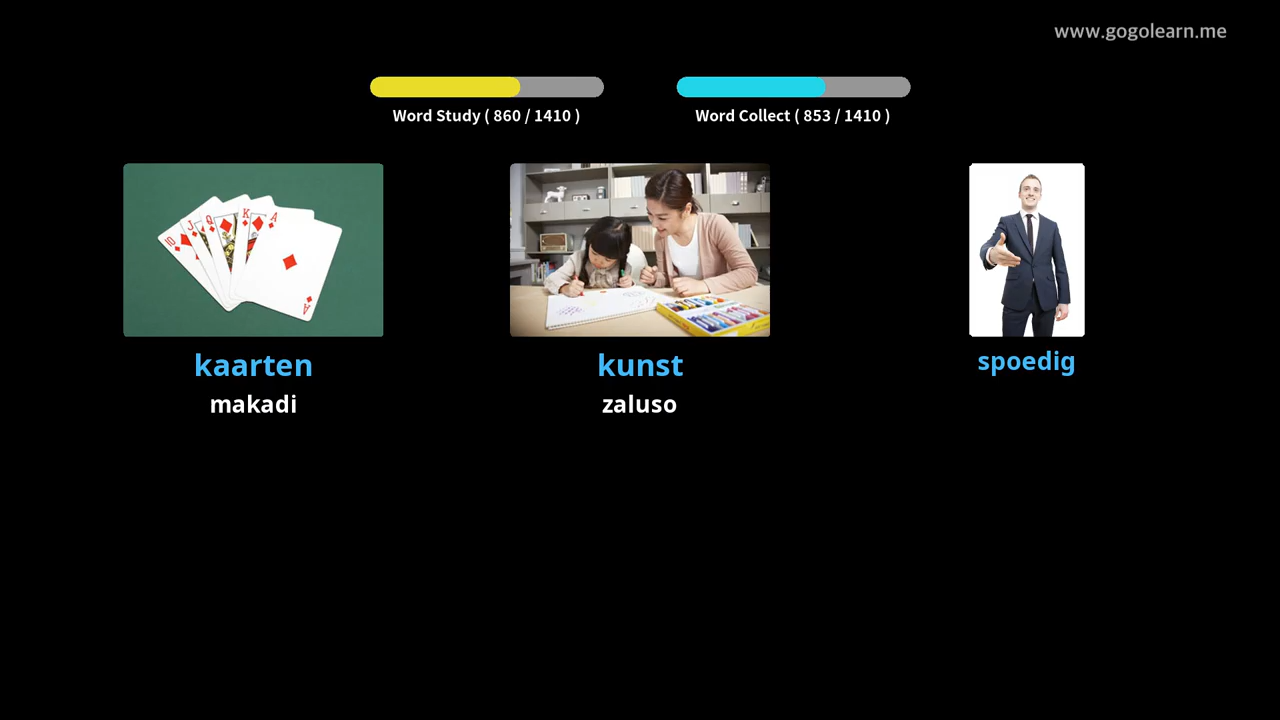 www.gogolearn.me
Word Study ( 860 / 1410 )
Word Collect ( 853 / 1410 )
kaarten
makadi
kunst
zaluso
spoedig